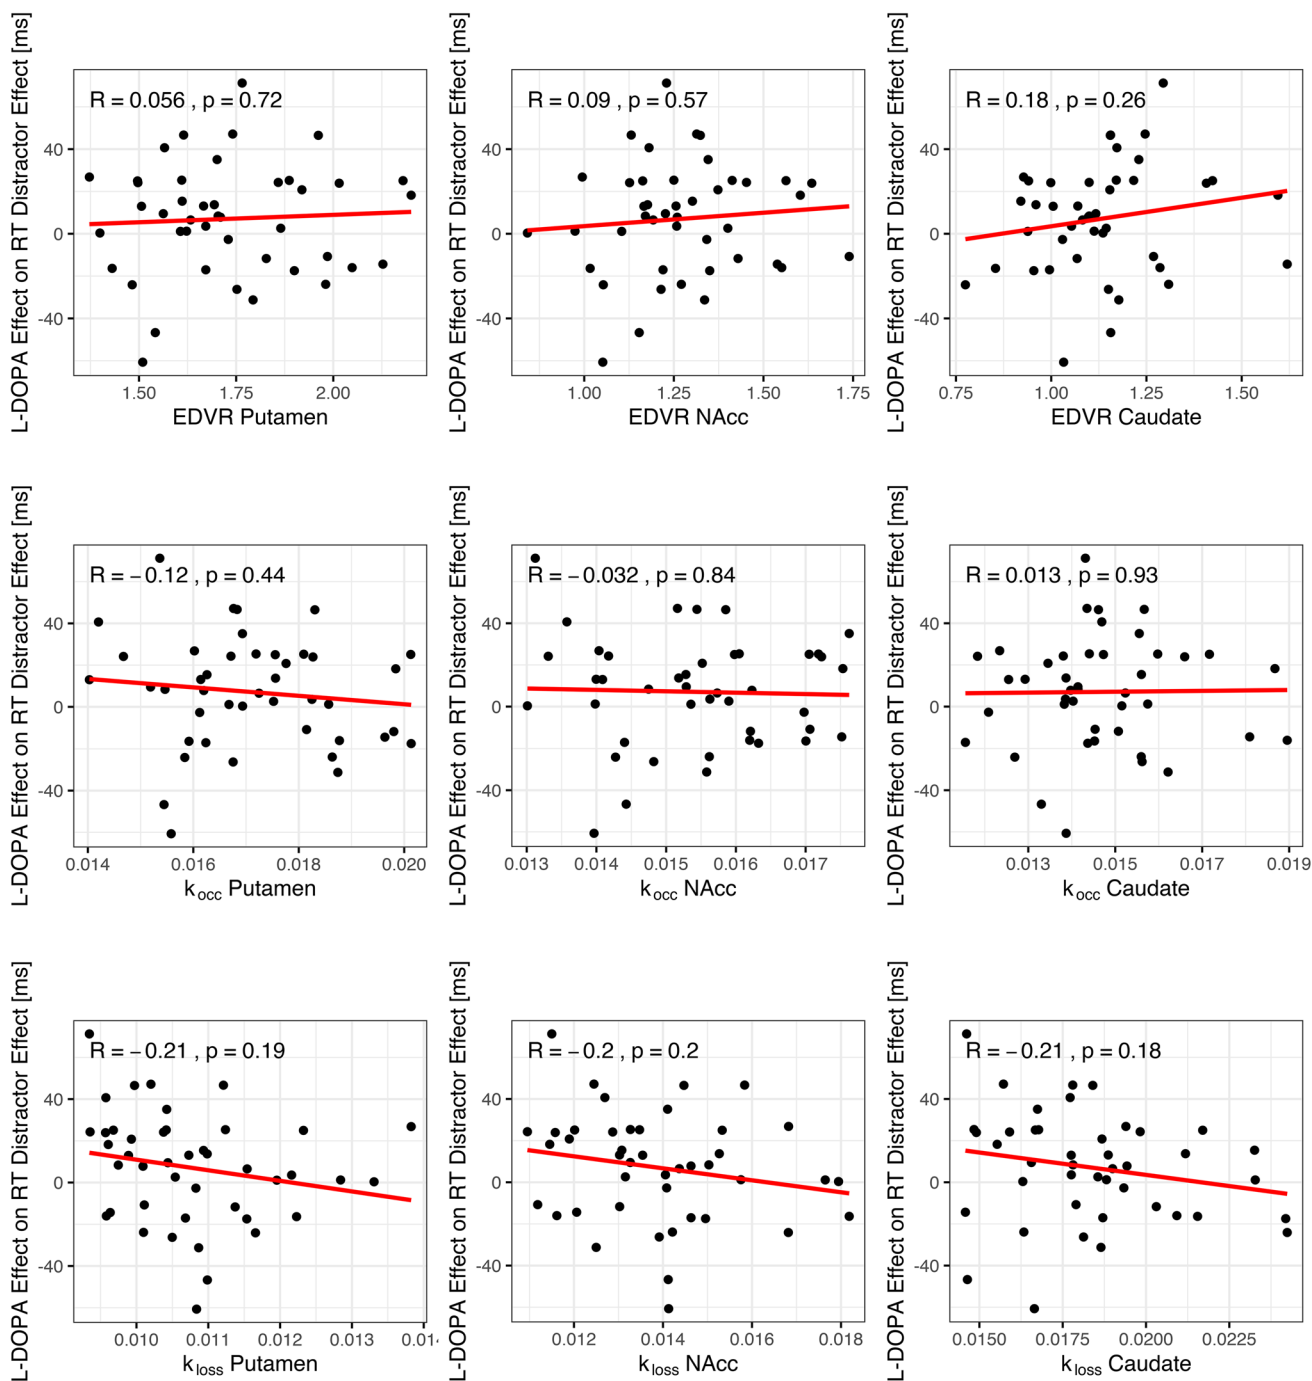 L-DOPA Effect on RT Distractor Effect [ms]
R = 0.056 , p = 0.72
40
0
-40
1.50 1.75 2.00
EDVR Putamen
L-DOPA Effect on RT Distractor Effect [ms]
R = 0.09 , p = 0.57
1.00 1.25 1.50 1.75
EDVR NAcc
L-DOPA Effect on RT Distractor Effect [ms]
R = 0.18 , p = 0.26
40
0
-40
0.75 1.00 1.25 1.50
EDVR Caudate
L-DOPA Effect on RT Distractor Effect [ms]
R = −0.12 , p = 0.44
40
0
-40
0.014 0.016 0.018 0.020
kocc Putamen
L-DOPA Effect on RT Distractor Effect [ms]
R = −0.032 , p = 0.84
40
0
-40
0.013 0.014 0.015 0.016 0.017
kocc NAcc
L-DOPA Effect on RT Distractor Effect [ms]
R = 0.013 , p = 0.93
40
0
-40
0.013 0.015 0.017 0.019
kocc Caudate
L-DOPA Effect on RT Distractor Effect [ms]
R = −0.21 , p = 0.19
40
0
-40
0.010 0.011 0.012 0.013
kloss Putamen
L-DOPA Effect on RT Distractor Effect [ms]
R = −0.2 , p = 0.2
40
0
-40
0.012 0.014 0.016 0.018
kloss NAcc
L-DOPA Effect on RT Distractor Effect [ms]
R = −0.21 , p = 0.18
40
0
-40
0.0150 0.0175 0.0200 0.0225
kloss Caudate